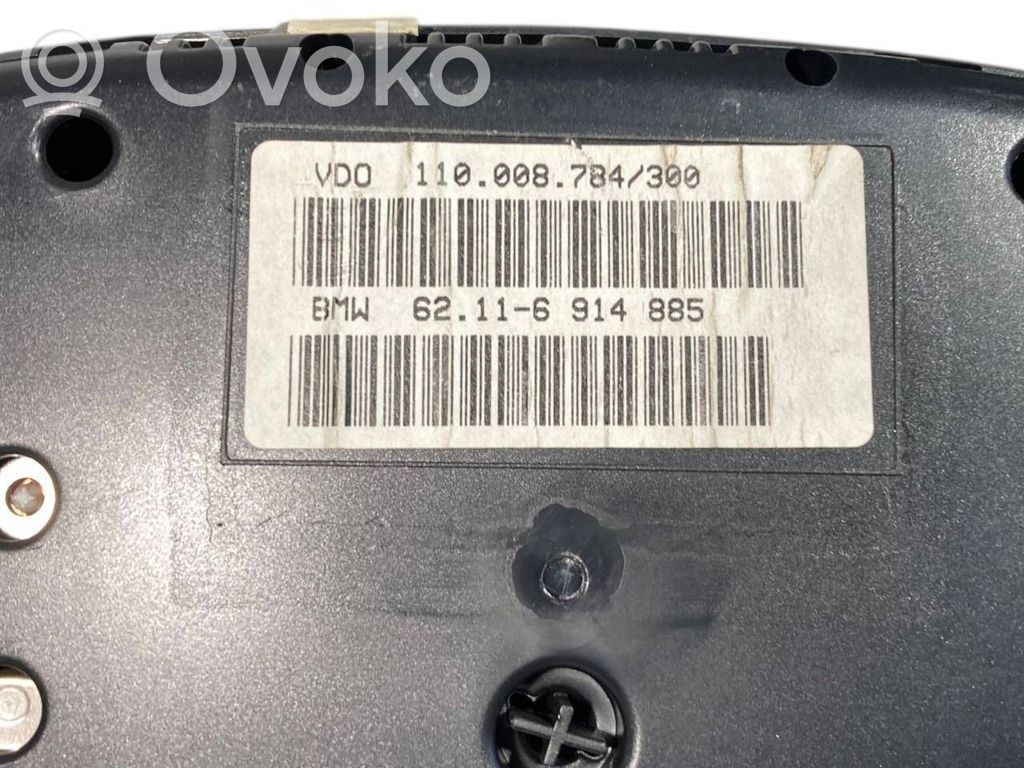 Ovoko
VDO 110.008.784/300
BMW 62.11-6 914 885